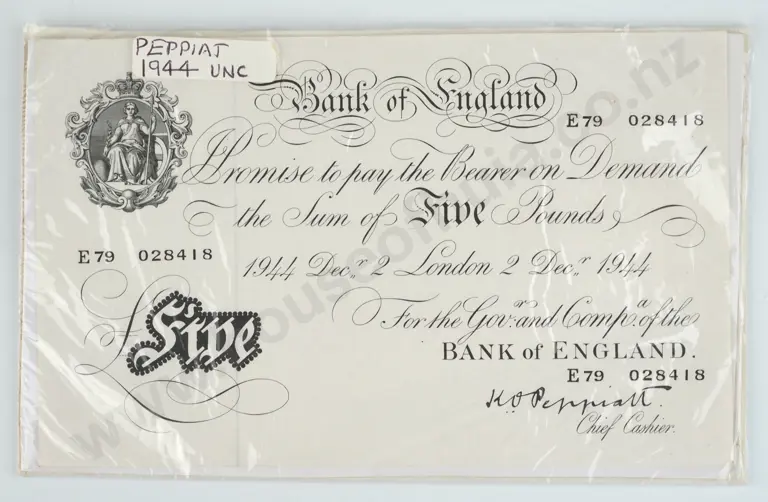 PEPPIAT
1944 UNC
Bank of England
E79 028418
I Promise to pay the Bearer on Demand
the Sum of Five Pounds
E79 028418
1944 Decr. 2 London 2 Decr. 1944
For the Govr. and Compa. of the
BANK of ENGLAND.
E79 028418
£Five
K O Peppiatt.
Chief Cashier.